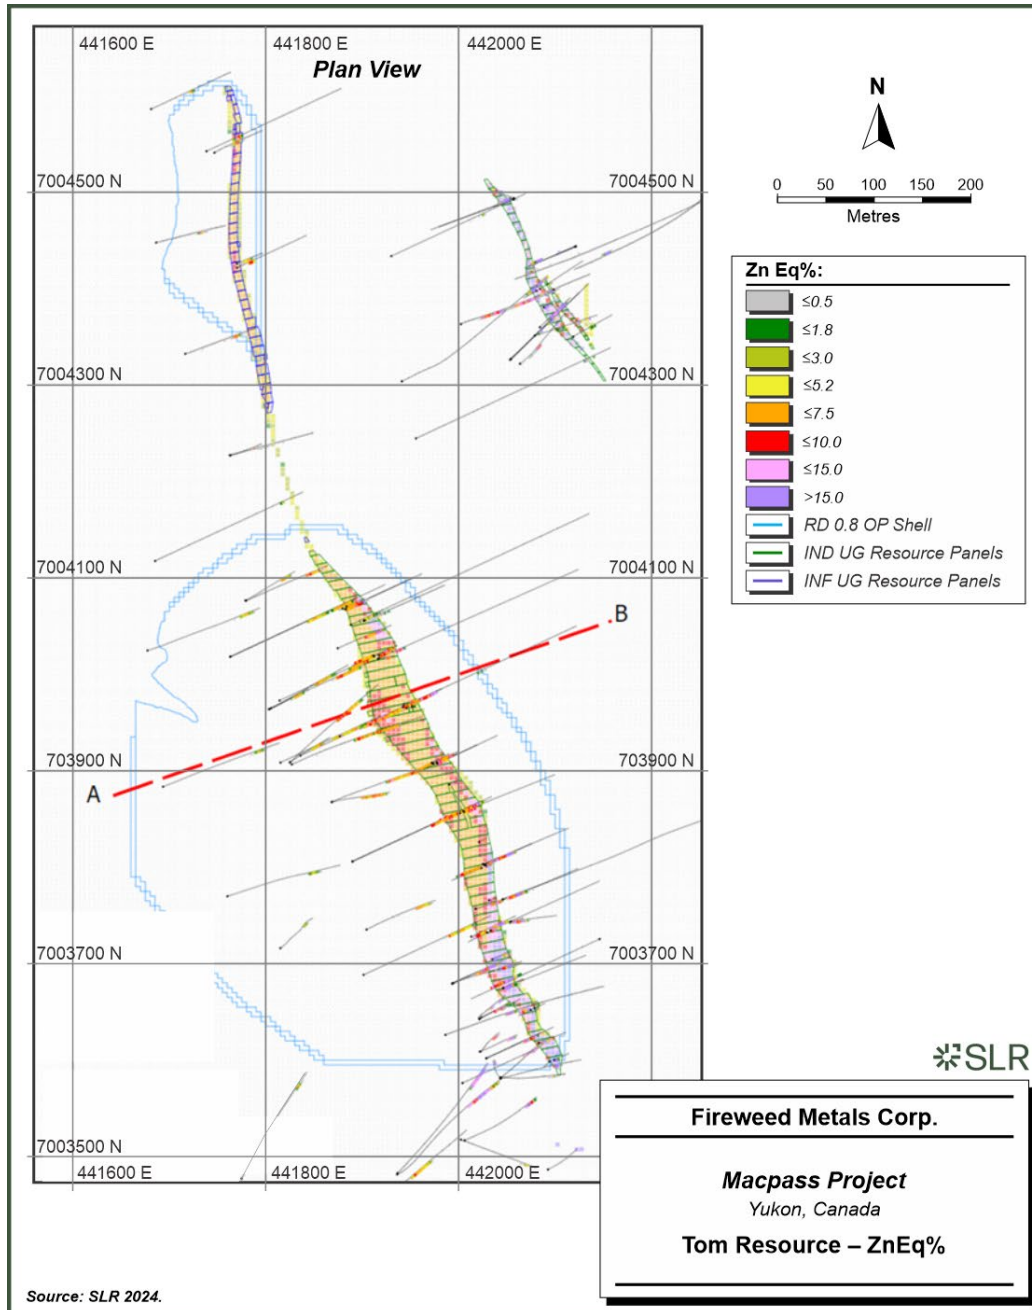 441600 E
441800 E
442000 E
Plan View
N
7004500 N
7004500 N
0 50 100 150 200
Metres
Zn Eq%:
≤0.5
≤1.8
≤3.0
≤5.2
≤7.5
≤10.0
≤15.0
>15.0
RD 0.8 OP Shell
IND UG Resource Panels
INF UG Resource Panels
7004300 N
7004300 N
7004100 N
7004100 N
B
703900 N
703900 N
A
7003700 N
7003700 N
SLR
7003500 N
441600 E
441800 E
442000 E
Fireweed Metals Corp.
Macpass Project
Yukon, Canada
Tom Resource – ZnEq%
Source: SLR 2024.